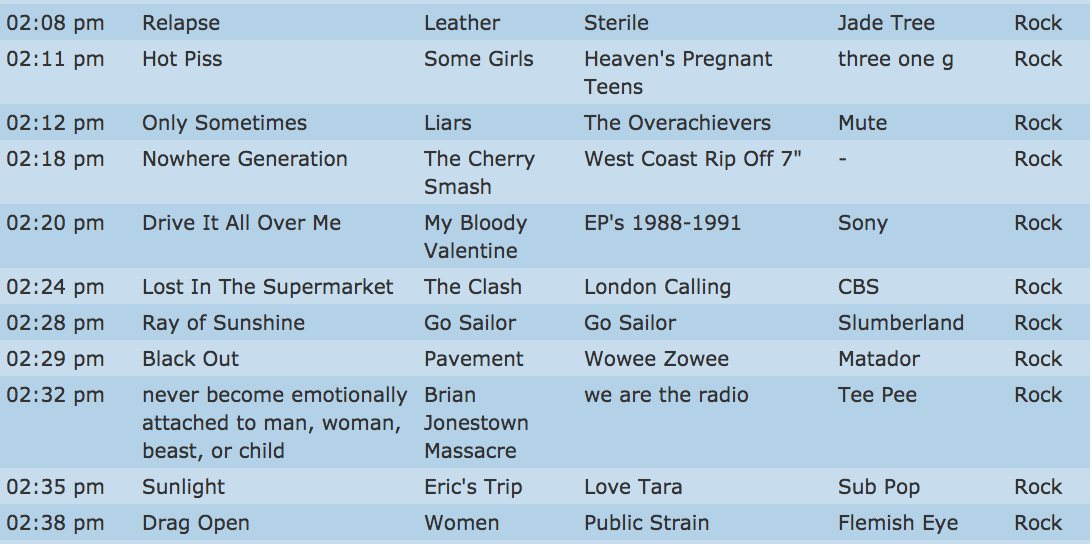 02:08 pm Relapse Leather Sterile Jade Tree Rock
02:11 pm Hot Piss Some Girls Heaven's Pregnant three one g Rock
Teens
02:12 pm Only Sometimes Liars The Overachievers Mute Rock
02:18 pm Nowhere Generation The Cherry West Coast Rip Off 7" - Rock
Smash
02:20 pm Drive It All Over Me My Bloody EP's 1988-1991 Sony Rock
Valentine
02:24 pm Lost In The Supermarket The Clash London Calling CBS Rock
02:28 pm Ray of Sunshine Go Sailor Go Sailor Slumberland Rock
02:29 pm Black Out Pavement Wowee Zowee Matador Rock
02:32 pm never become emotionally Brian we are the radio Tee Pee Rock
attached to man, woman, Jonestown
beast, or child Massacre
02:35 pm Sunlight Eric's Trip Love Tara Sub Pop Rock
02:38 pm Drag Open Women Public Strain Flemish Eye Rock